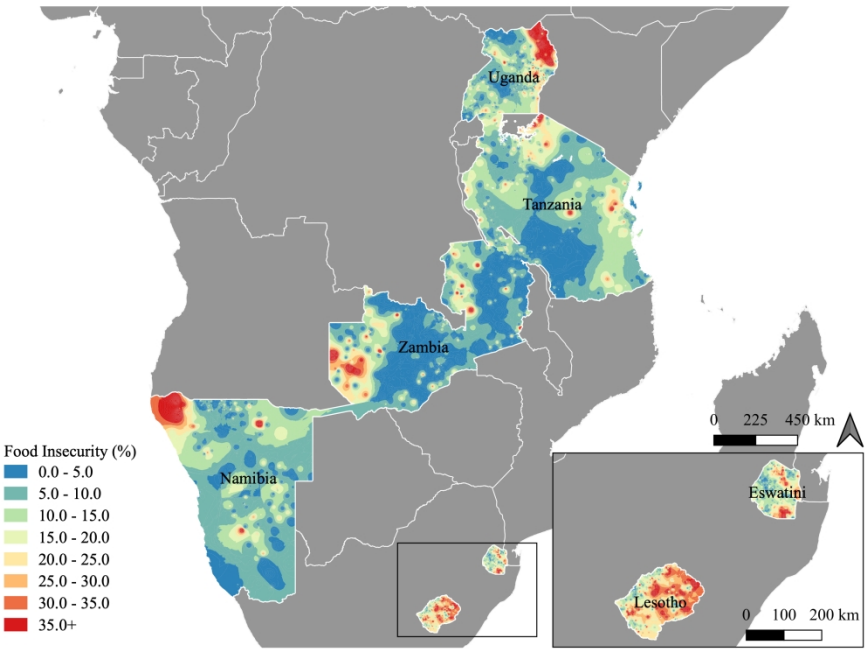 Uganda
Tanzania
Zambia
0 225 450 km
Food Insecurity (%)
0.0 - 5.0
5.0 - 10.0
10.0 - 15.0
15.0 - 20.0
20.0 - 25.0
25.0 - 30.0
30.0 - 35.0
35.0+
Namibia
Eswatini
Lesotho
0 100 200 km